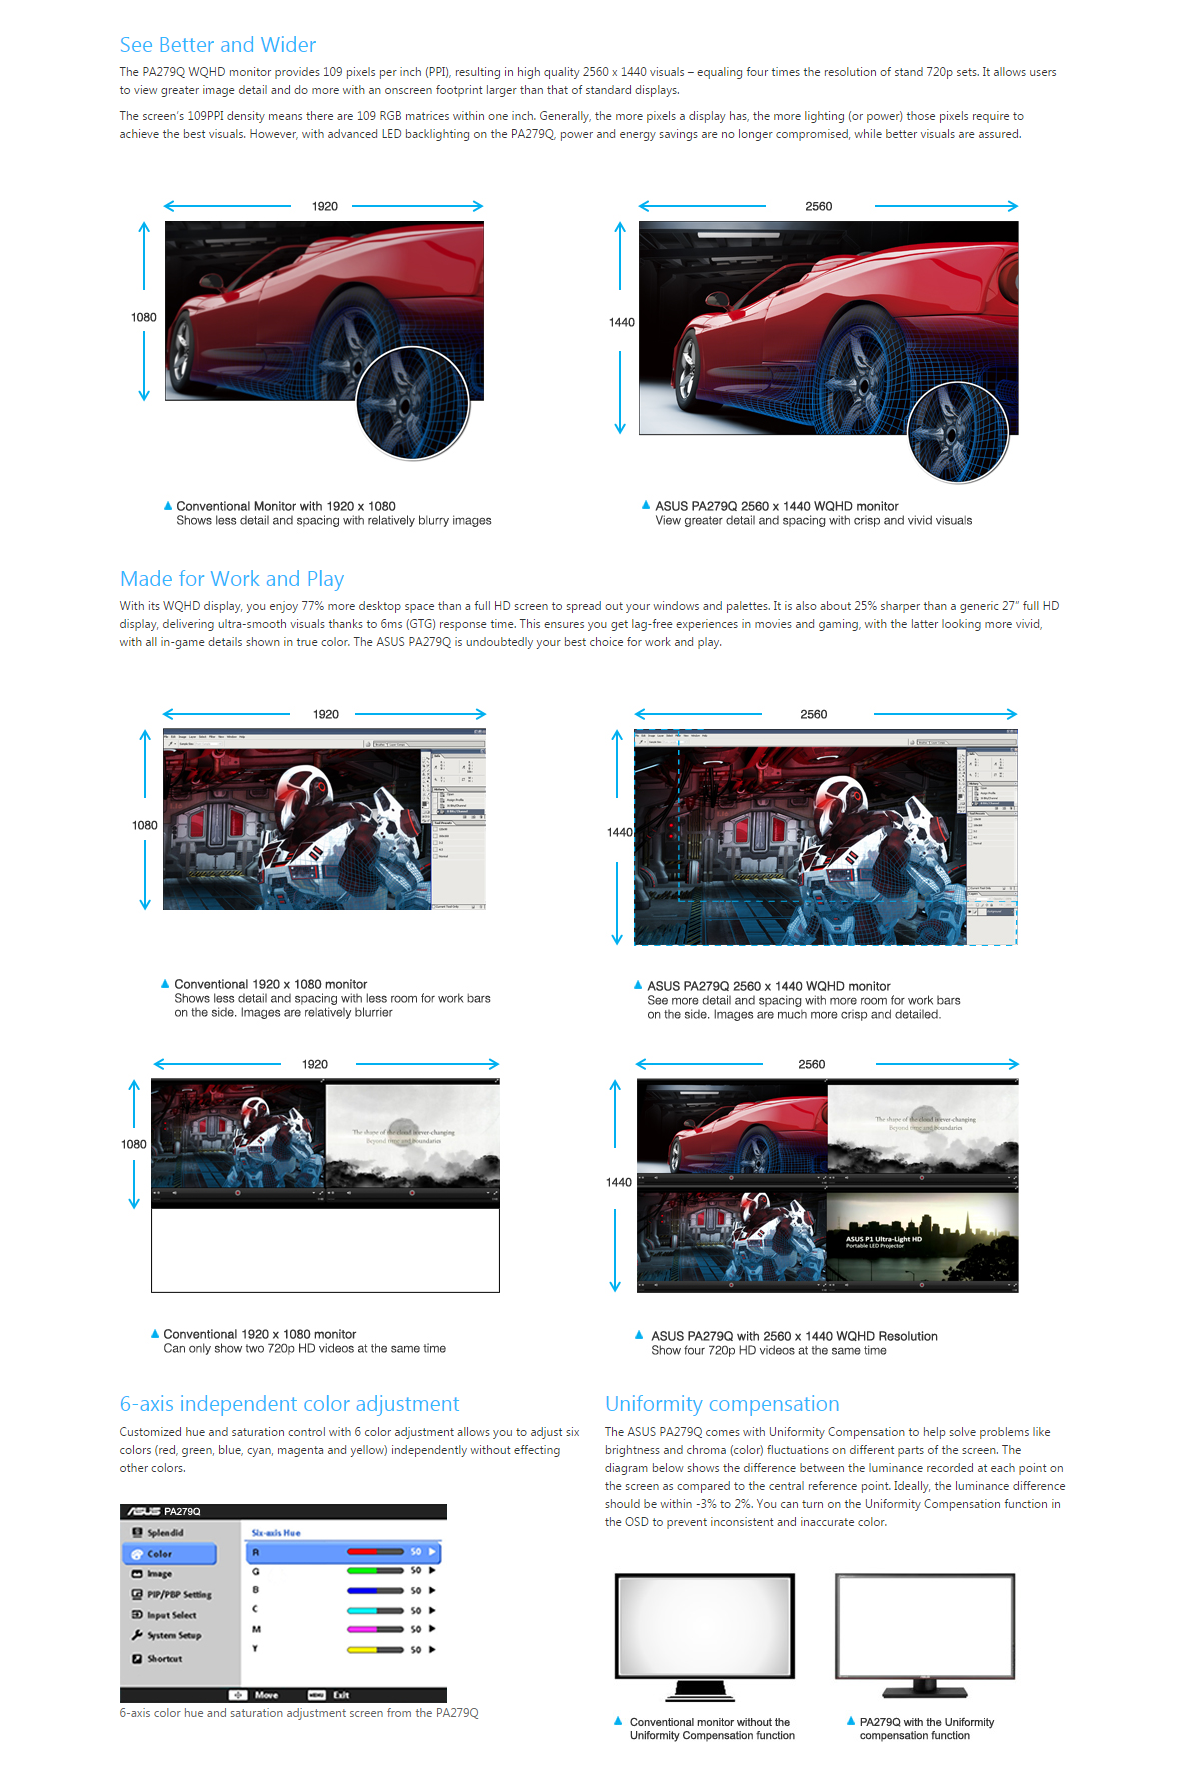 See Better and Wider
The PA279Q WQHD monitor provides 109 pixels per inch (PPI), resulting in high quality 2560 x 1440 visuals – equaling four times the resolution of stand 720p sets. It allows users
to view greater image detail and do more with an onscreen footprint larger than that of standard displays.
The screen's 109PPI density means there are 109 RGB matrices within one inch. Generally, the more pixels a display has, the more lighting (or power) those pixels require to
achieve the best visuals. However, with advanced LED backlighting on the PA279Q, power and energy savings are no longer compromised, while better visuals are assured.
1920
2560
1080
1440
Conventional Monitor with 1920 x 1080
Shows less detail and spacing with relatively blurry images
ASUS PA279Q 2560 x 1440 WQHD monitor
View greater detail and spacing with crisp and vivid visuals
Made for Work and Play
With its WQHD display, you enjoy 77% more desktop space than a full HD screen to spread out your windows and palettes. It is also about 25% sharper than a generic 27" full HD
display, delivering ultra-smooth visuals thanks to 6ms (GTG) response time. This ensures you get lag-free experiences in movies and gaming, with the latter looking more vivid,
with all in-game details shown in true color. The ASUS PA279Q is undoubtedly your best choice for work and play.
1920
2560
1080
1440
Conventional 1920 x 1080 monitor
Shows less detail and spacing with less room for work bars
on the side. Images are relatively blurrier
ASUS PA279Q 2560 x 1440 WQHD monitor
See more detail and spacing with more room for work bars
on the side. Images are much more crisp and detailed.
1920
2560
1080
The shape of the cloud is ever-changing
Beyond time and boundaries
The shape of the cloud is ever-changing
Beyond time and boundaries
1440
ASUS P1 Ultra-Light HD
Portable LED Projector
Conventional 1920 x 1080 monitor
Can only show two 720p HD videos at the same time
ASUS PA279Q with 2560 x 1440 WQHD Resolution
Show four 720p HD videos at the same time
6-axis independent color adjustment
Customized hue and saturation control with 6 color adjustment allows you to adjust six
colors (red, green, blue, cyan, magenta and yellow) independently without effecting
other colors.
ASUS PA279Q
Splendid
Color
Image
PIP/PBP Setting
Input Select
System Setup
Shortcut
Six-axis Hue
R 50
G 50
B 50
C 50
M 50
Y 50
Move MENU Exit
6-axis color hue and saturation adjustment screen from the PA279Q
Uniformity compensation
The ASUS PA279Q comes with Uniformity Compensation to help solve problems like
brightness and chroma (color) fluctuations on different parts of the screen. The
diagram below shows the difference between the luminance recorded at each point on
the screen as compared to the central reference point. Ideally, the luminance difference
should be within -3% to 2%. You can turn on the Uniformity Compensation function in
the OSD to prevent inconsistent and inaccurate color.
Conventional monitor without the
Uniformity Compensation function
PA279Q with the Uniformity
compensation function